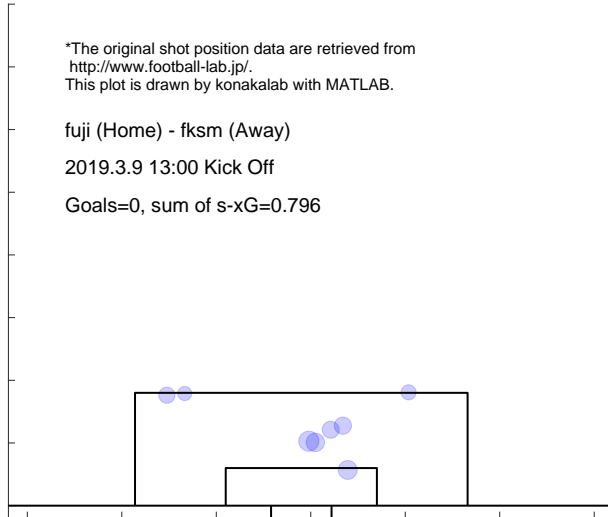 *The original shot position data are retrieved from
http://www.football-lab.jp/.
This plot is drawn by konakalab with MATLAB.
fuji (Home) - fksm (Away)
2019.3.9 13:00 Kick Off
Goals=0, sum of s-xG=0.796